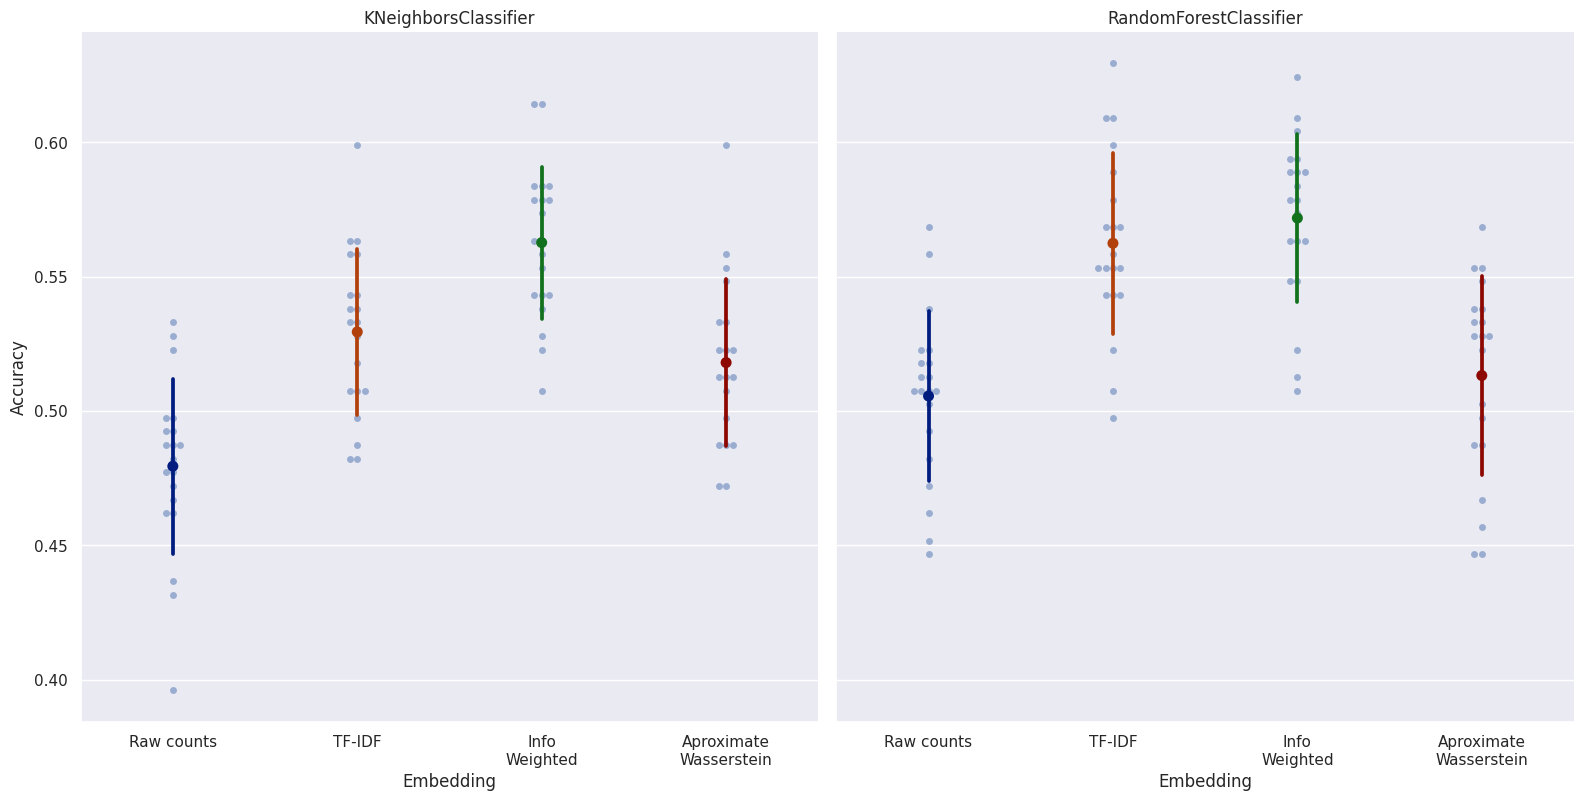 KNeighborsClassifier
RandomForestClassifier
Accuracy
0.60
0.55
0.50
0.45
0.40
Raw counts
TF-IDF
Info
Weighted
Aproximate
Wasserstein
Embedding
Raw counts
TF-IDF
Info
Weighted
Aproximate
Wasserstein
Embedding